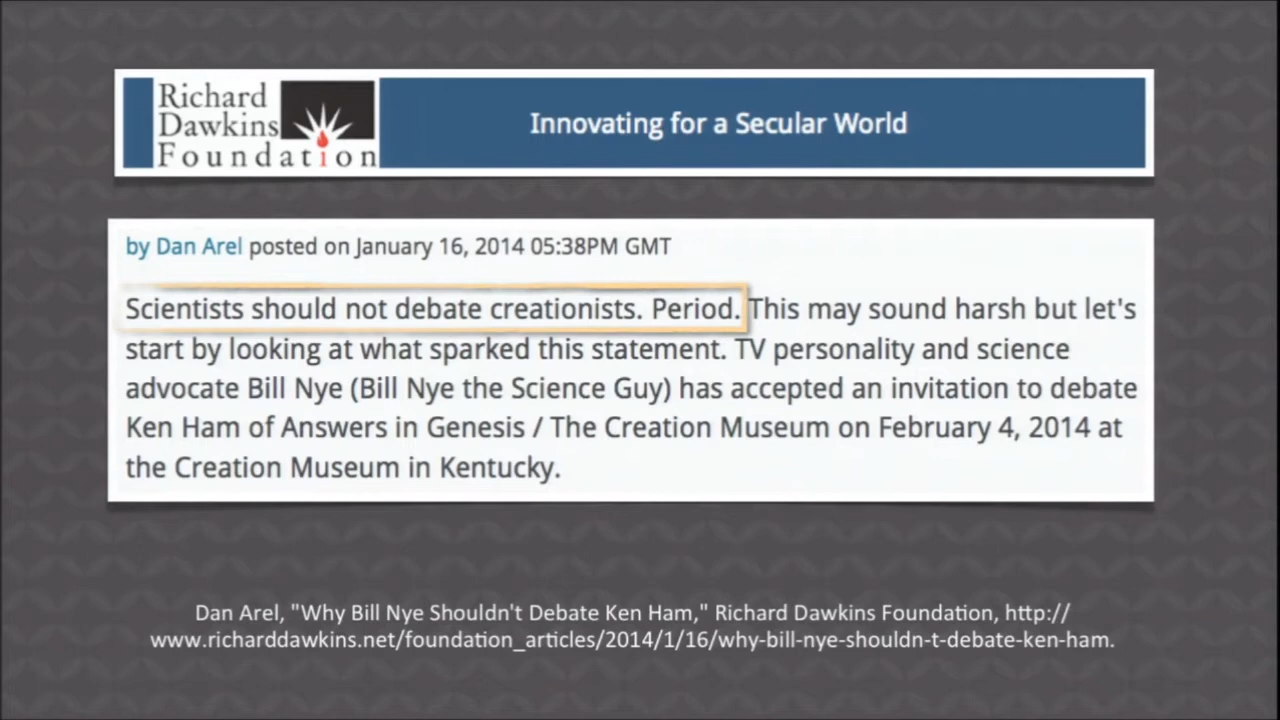 Richard
Dawkins
Foundation
Innovating for a Secular World
by Dan Arel posted on January 16, 2014 05:38PM GMT
Scientists should not debate creationists. Period. This may sound harsh but let's
start by looking at what sparked this statement. TV personality and science
advocate Bill Nye (Bill Nye the Science Guy) has accepted an invitation to debate
Ken Ham of Answers in Genesis / The Creation Museum on February 4, 2014 at
the Creation Museum in Kentucky.
Dan Arel, "Why Bill Nye Shouldn't Debate Ken Ham," Richard Dawkins Foundation, http://
www.richarddawkins.net/foundation_articles/2014/1/16/why-bill-nye-shouldn-t-debate-ken-ham.